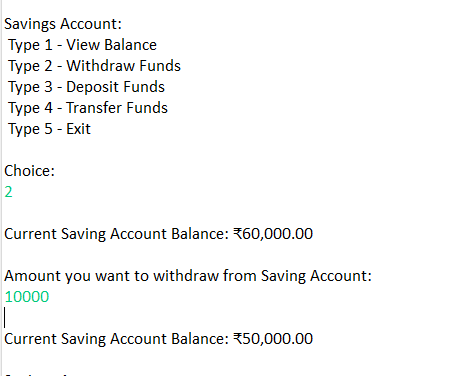 Savings Account:
Type 1 - View Balance
Type 2 - Withdraw Funds
Type 3 - Deposit Funds
Type 4 - Transfer Funds
Type 5 - Exit
Choice:
2
Current Saving Account Balance: ₹60,000.00
Amount you want to withdraw from Saving Account:
10000
Current Saving Account Balance: ₹50,000.00